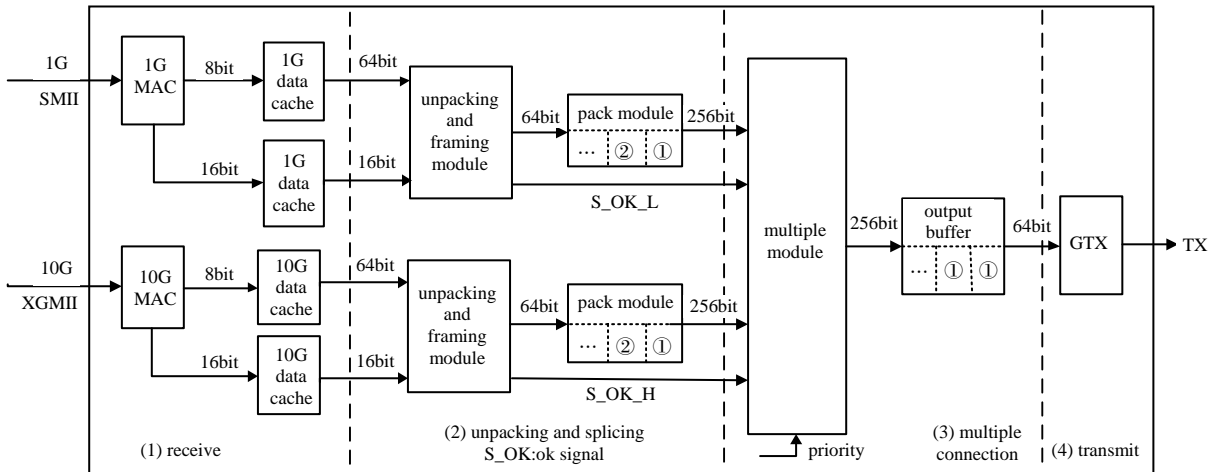 1G
SMII
1G
MAC
8bit
1G
data
cache
64bit
16bit
1G
data
cache
16bit
unpacking
and
framing
module
64bit
pack module
... ② ①
256bit
S_OK_L
10G
XGMII
10G
MAC
8bit
10G
data
cache
64bit
16bit
10G
data
cache
16bit
unpacking
and
framing
module
64bit
pack module
... ② ①
256bit
S_OK_H
multiple
module
priority
256bit
output
buffer
... ① ①
64bit
GTX
TX
(1) receive
(2) unpacking and splicing
S_OK:ok signal
(3) multiple
connection
(4) transmit